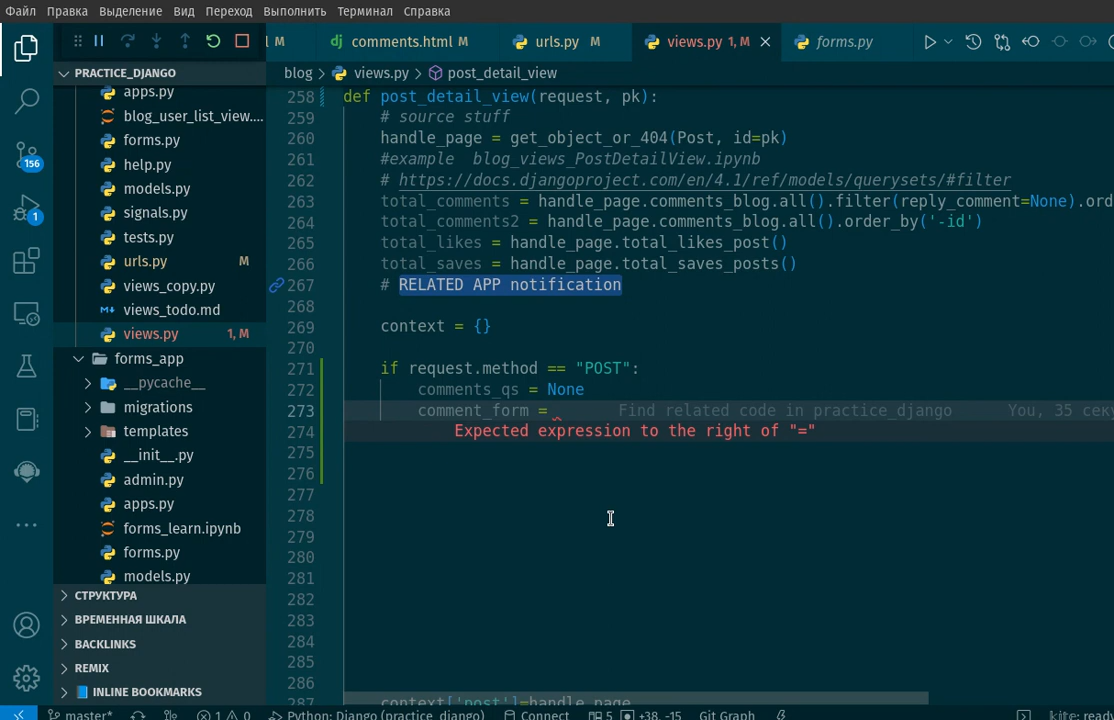 Файл Правка Выделение Вид Переход Выполнить Терминал Справка
M comments.html M urls.py M views.py 1, M forms.py
PRACTICE_DJANGO
blog > views.py > post_detail_view
apps.py
blog_user_list_view....
forms.py
help.py
models.py
signals.py
tests.py
urls.py M
views_copy.py
views_todo.md
views.py 1, M
forms_app
__pycache__
migrations
templates
__init__.py
admin.py
apps.py
forms_learn.ipynb
forms.py
models.py
СТРУКТУРА
ВРЕМЕННАЯ ШКАЛА
BACKLINKS
REMIX
INLINE BOOKMARKS
156
1
258 def post_detail_view(request, pk):
259 # source stuff
260 handle_page = get_object_or_404(Post, id=pk)
261 #example blog_views_PostDetailView.ipynb
262 # https://docs.djangoproject.com/en/4.1/ref/models/querysets/#filter
263 total_comments = handle_page.comments_blog.all().filter(reply_comment=None).ord
264 total_comments2 = handle_page.comments_blog.all().order_by('-id')
265 total_likes = handle_page.total_likes_post()
266 total_saves = handle_page.total_saves_posts()
267 # RELATED APP notification
268
269 context = {}
270
271 if request.method == "POST":
272 comments_qs = None
273 comment_form = Find related code in practice_django You, 35 сек
274 Expected expression to the right of "="
275
276
277
278
279
280
281
282
283
284
285
286
287 context['post']=handle_page
master* 1 0 Python: Django (practice_django) Connect 5 +38, -15 Git Graph kite: ready